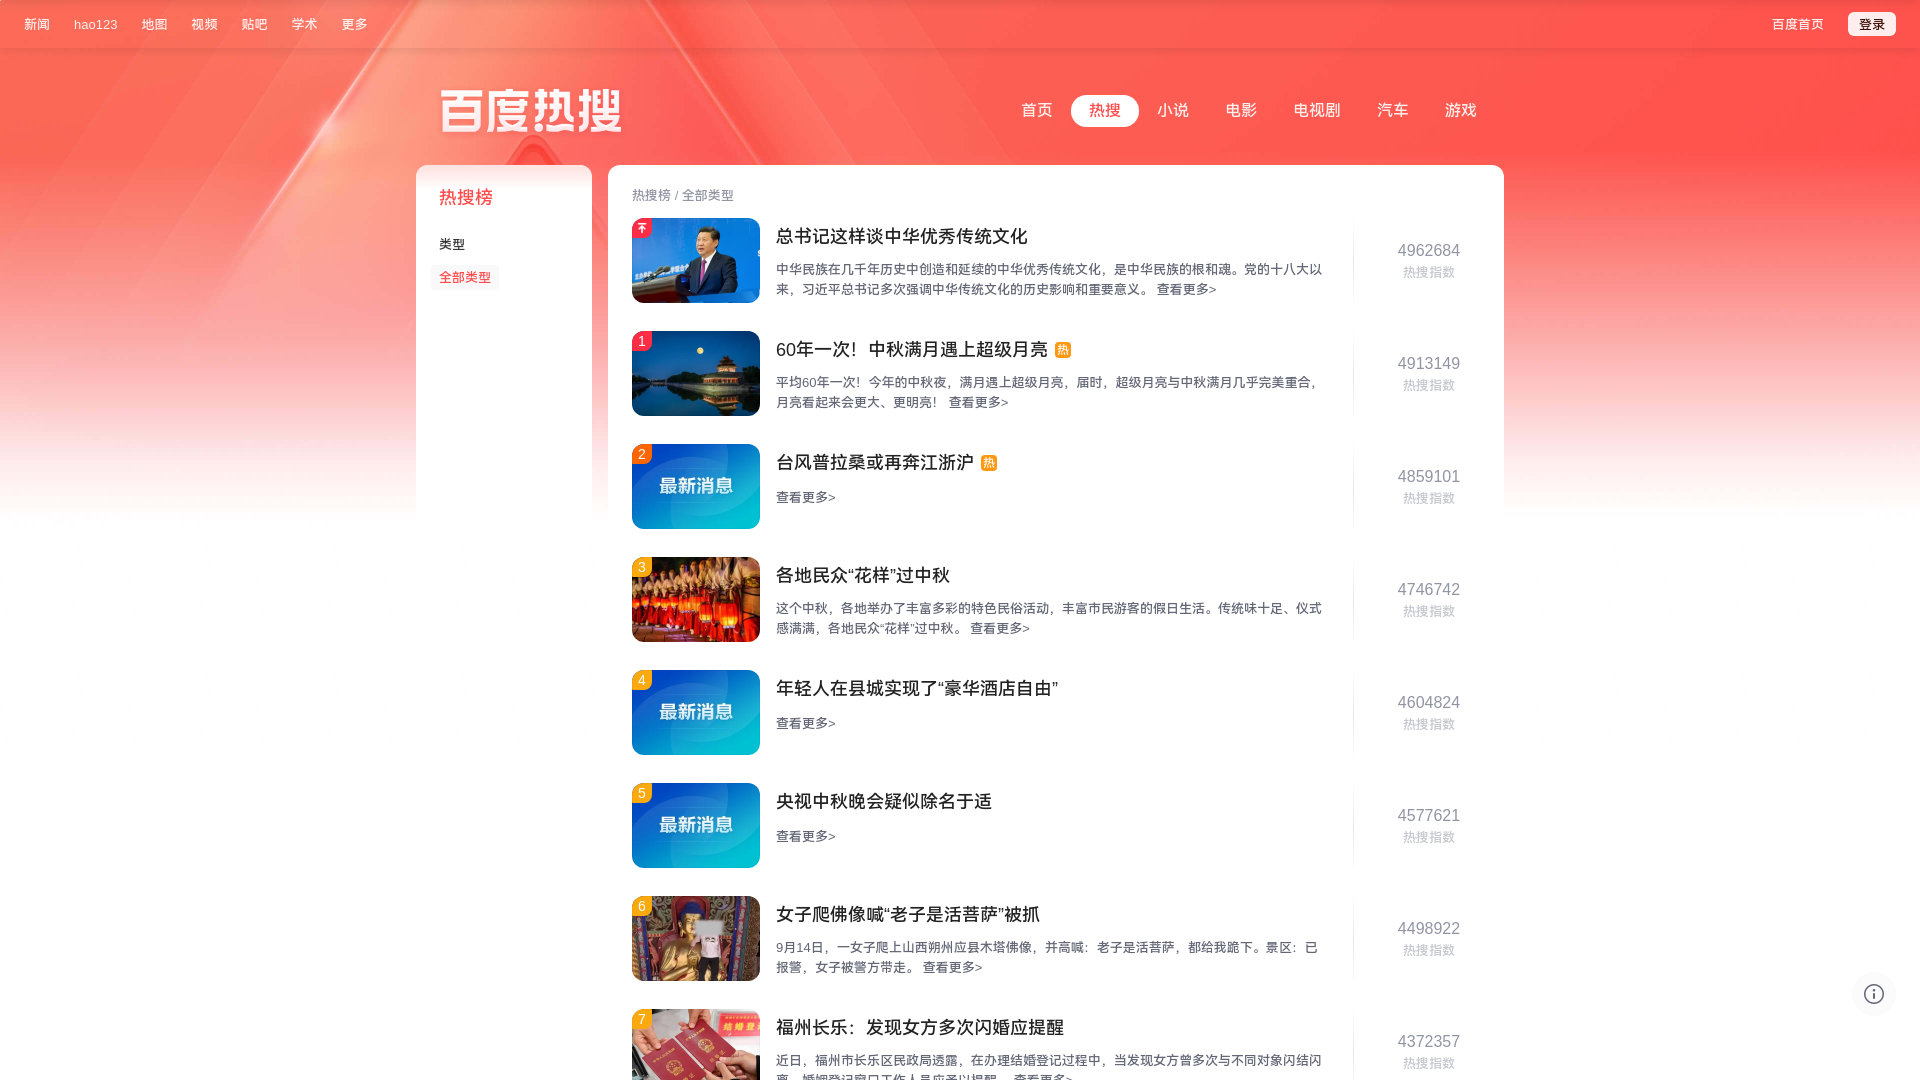 新闻 hao123 地图 视频 贴吧 学术 更多 百度首页 登录
百度热搜
首页 热搜 小说 电影 电视剧 汽车 游戏
热搜榜
类型
全部类型
热搜榜 / 全部类型
总书记这样谈中华优秀传统文化
中华民族在几千年历史中创造和延续的中华优秀传统文化，是中华民族的根和魂。党的十八大以
来，习近平总书记多次强调中华传统文化的历史影响和重要意义。 查看更多>
4962684
热搜指数
1
60年一次！中秋满月遇上超级月亮 热
平均60年一次！今年的中秋夜，满月遇上超级月亮，届时，超级月亮与中秋满月几乎完美重合，
月亮看起来会更大、更明亮！ 查看更多>
4913149
热搜指数
2
最新消息
台风普拉桑或再奔江浙沪 热
查看更多>
4859101
热搜指数
3
各地民众“花样”过中秋
这个中秋，各地举办了丰富多彩的特色民俗活动，丰富市民游客的假日生活。传统味十足、仪式
感满满，各地民众“花样”过中秋。 查看更多>
4746742
热搜指数
4
最新消息
年轻人在县城实现了“豪华酒店自由”
查看更多>
4604824
热搜指数
5
最新消息
央视中秋晚会疑似除名于适
查看更多>
4577621
热搜指数
6
女子爬佛像喊“老子是活菩萨”被抓
9月14日，一女子爬上山西朔州应县木塔佛像，并高喊：老子是活菩萨，都给我跪下。景区：已
报警，女子被警方带走。 查看更多>
4498922
热搜指数
7
福州长乐：发现女方多次闪婚应提醒
近日，福州市长乐区民政局透露，在办理结婚登记过程中，当发现女方曾多次与不同对象闪结闪
离，婚姻登记窗口工作人员应予以提醒。 查看更多>
4372357
热搜指数